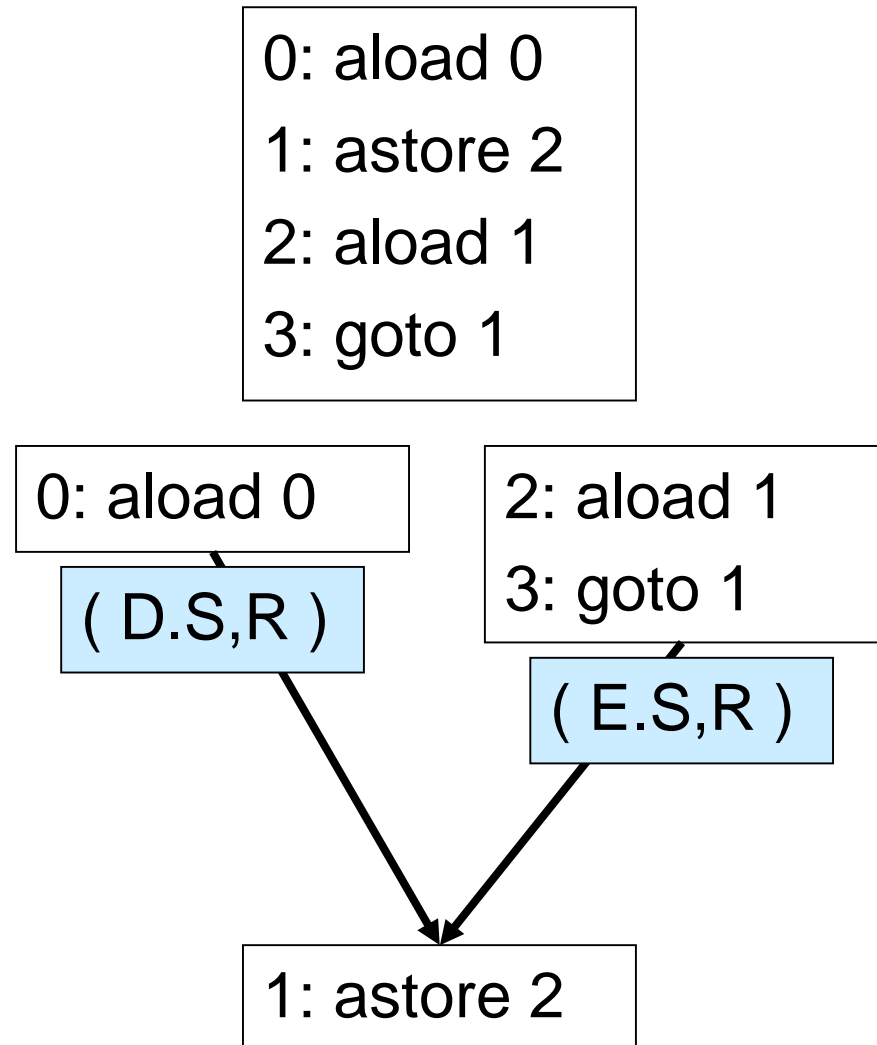 0: aload 0
1: astore 2
2: aload 1
3: goto 1
0: aload 0
( D.S,R )
2: aload 1
3: goto 1
( E.S,R )
1: astore 2